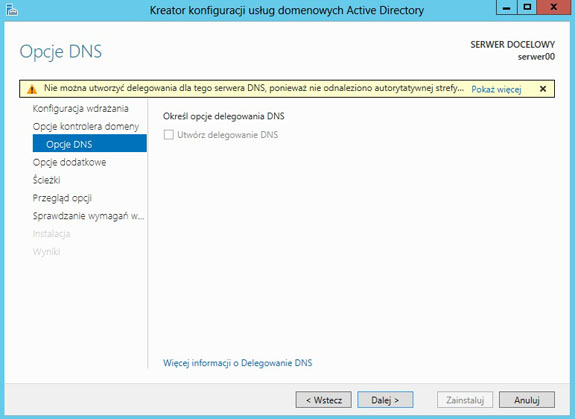 Kreator konfiguracji usług domenowych Active Directory
Opcje DNS
SERWER DOCELOWY
serwer00
Nie można utworzyć delegowania dla tego serwera DNS, ponieważ nie odnaleziono autorytatywnej strefy... Pokaż więcej
Konfiguracja wdrażania
Opcje kontrolera domeny
Opcje DNS
Opcje dodatkowe
Ścieżki
Przegląd opcji
Sprawdzanie wymagań w...
Instalacja
Wyniki
Określ opcje delegowania DNS
Utwórz delegowanie DNS
Więcej informacji o Delegowanie DNS
< Wstecz
Dalej >
Zainstaluj
Anuluj